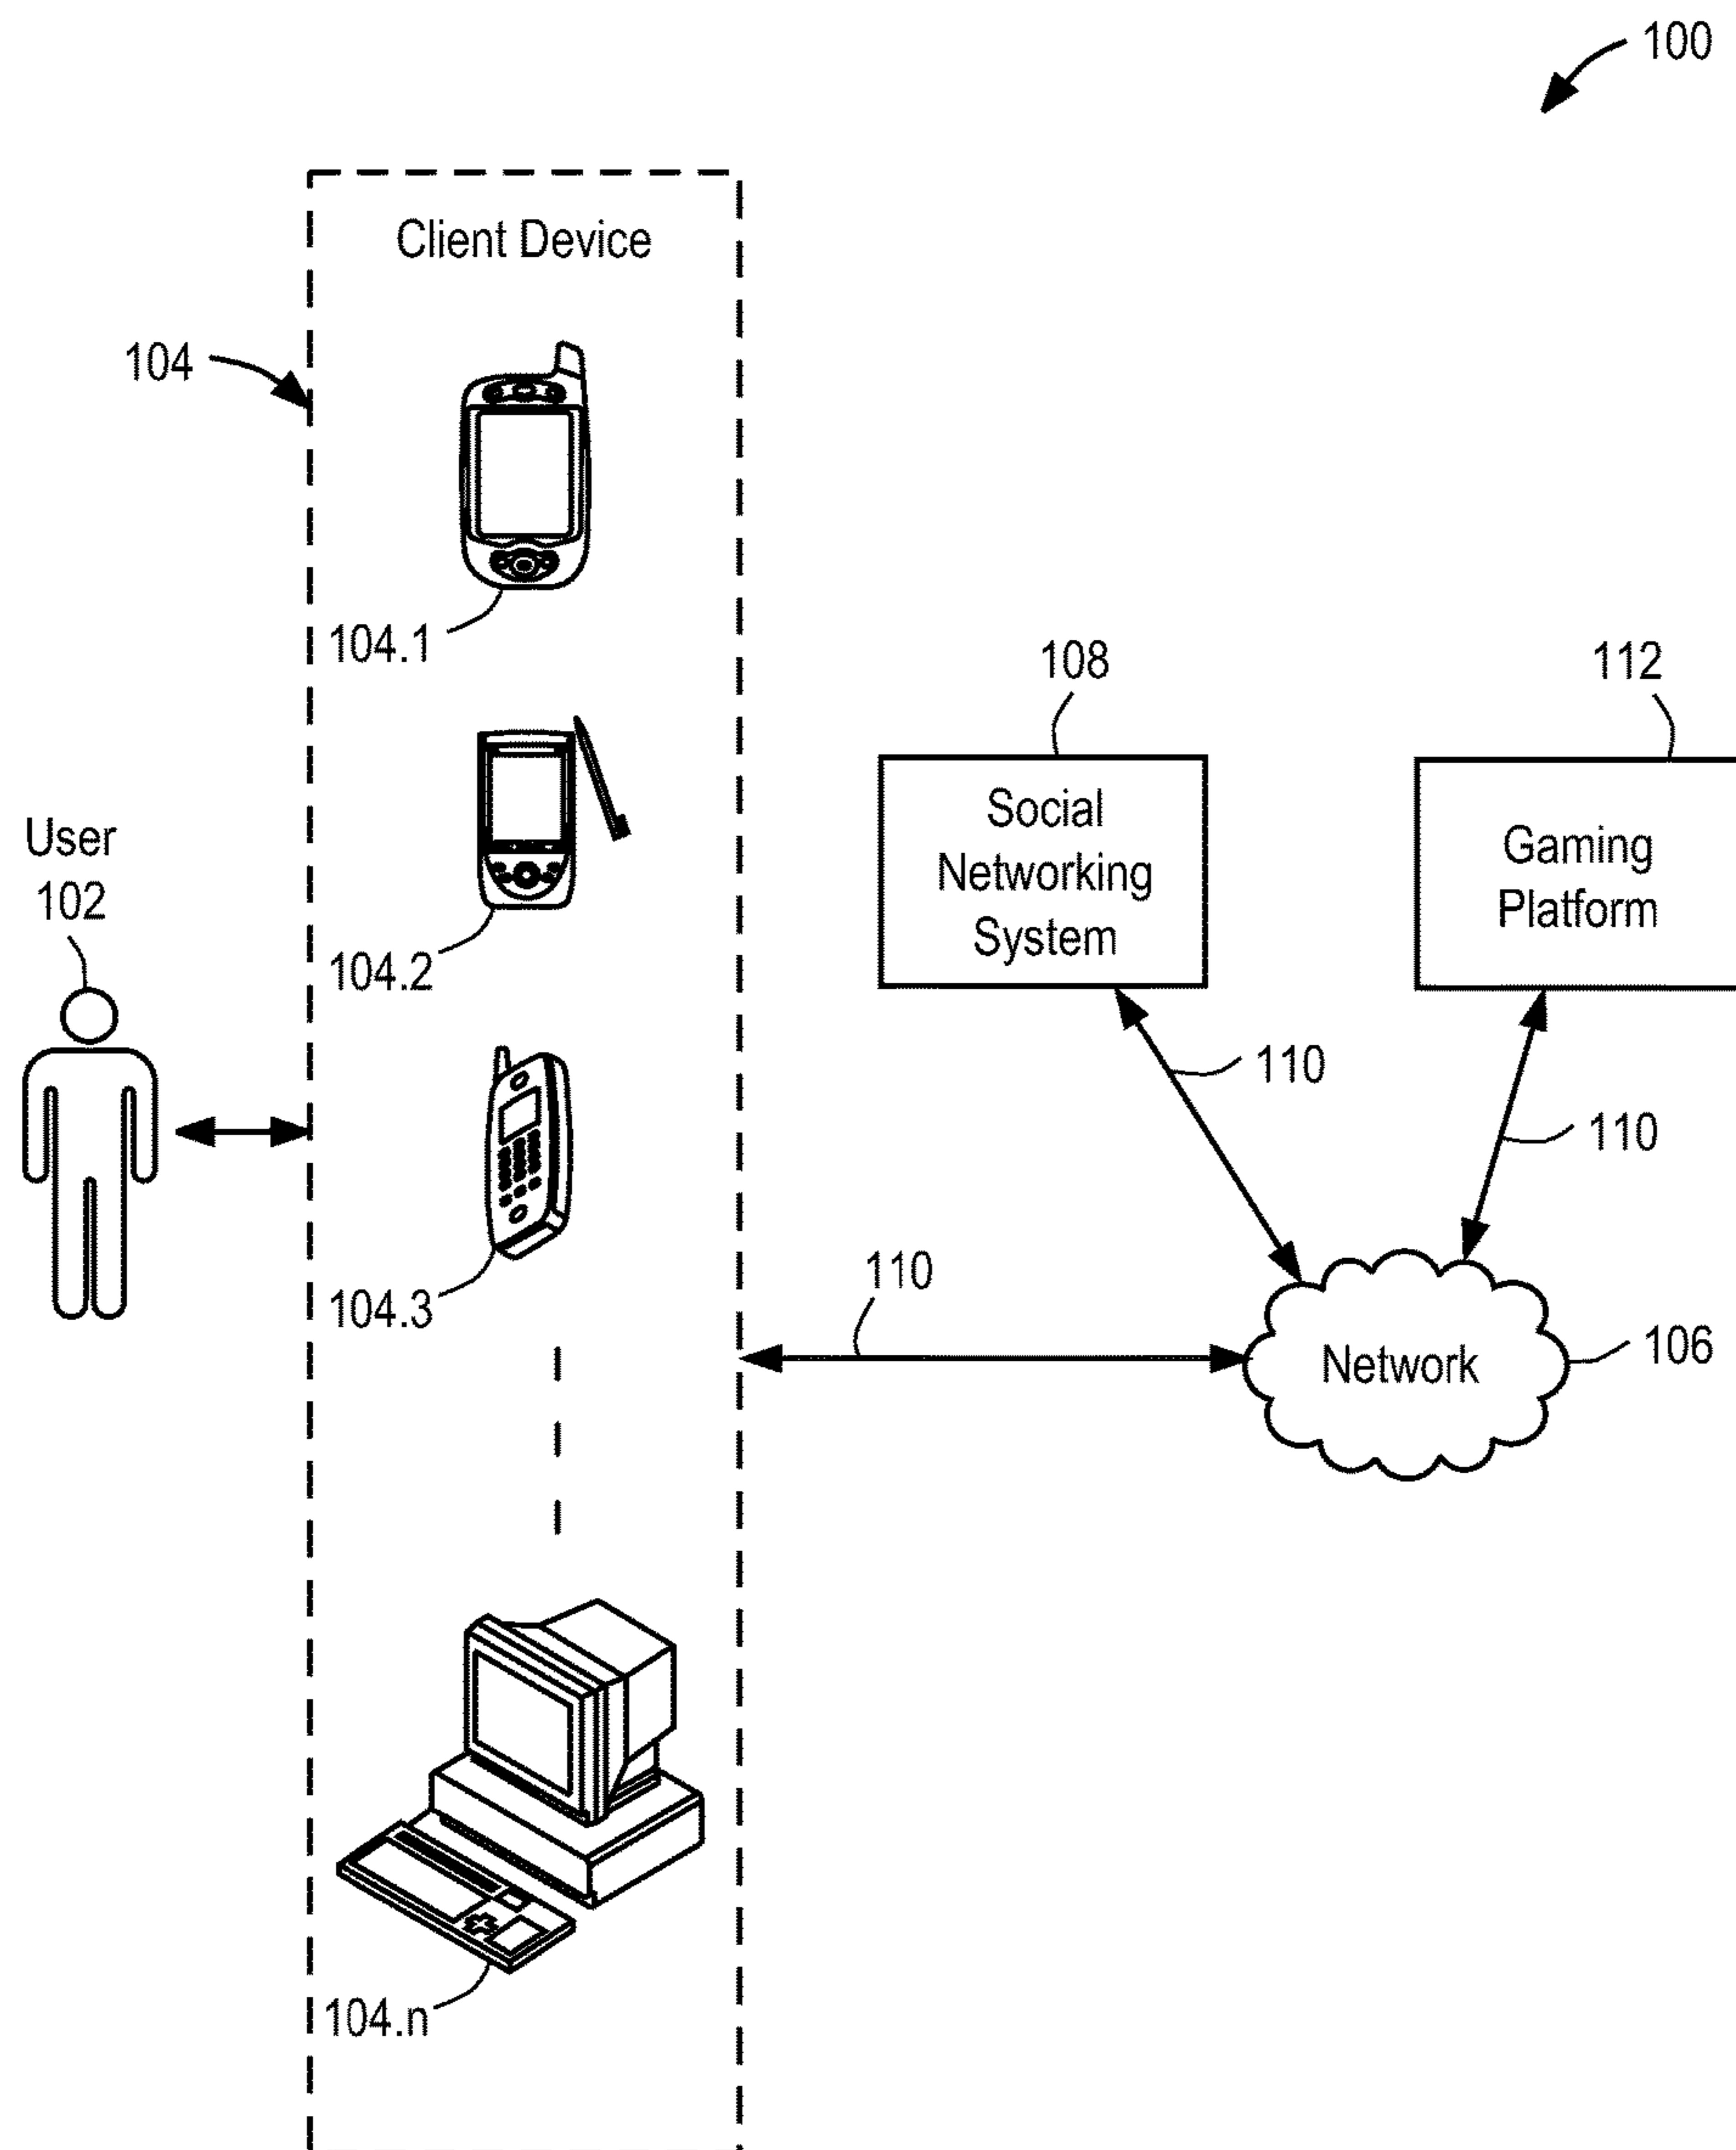 100
Client Device
104
104.1
108
112
Social
Networking
System
Gaming
Platform
User
102
104.2
110
110
104.3
110
Network
106
104.n